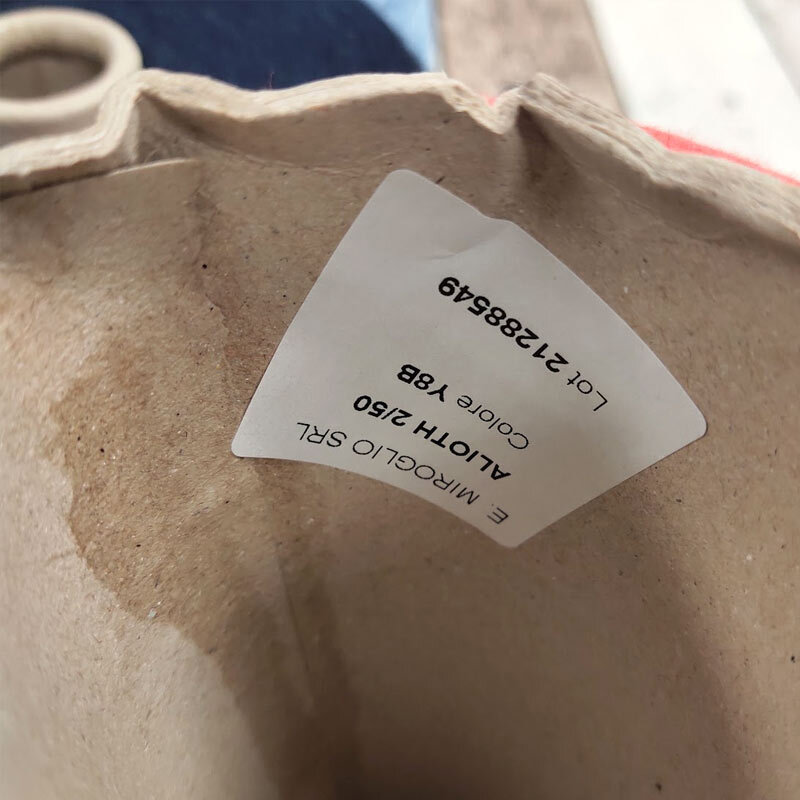 E. MIROGLIO SRL
ALIOTH 2/50
Colore Y8B
Lot 21288549